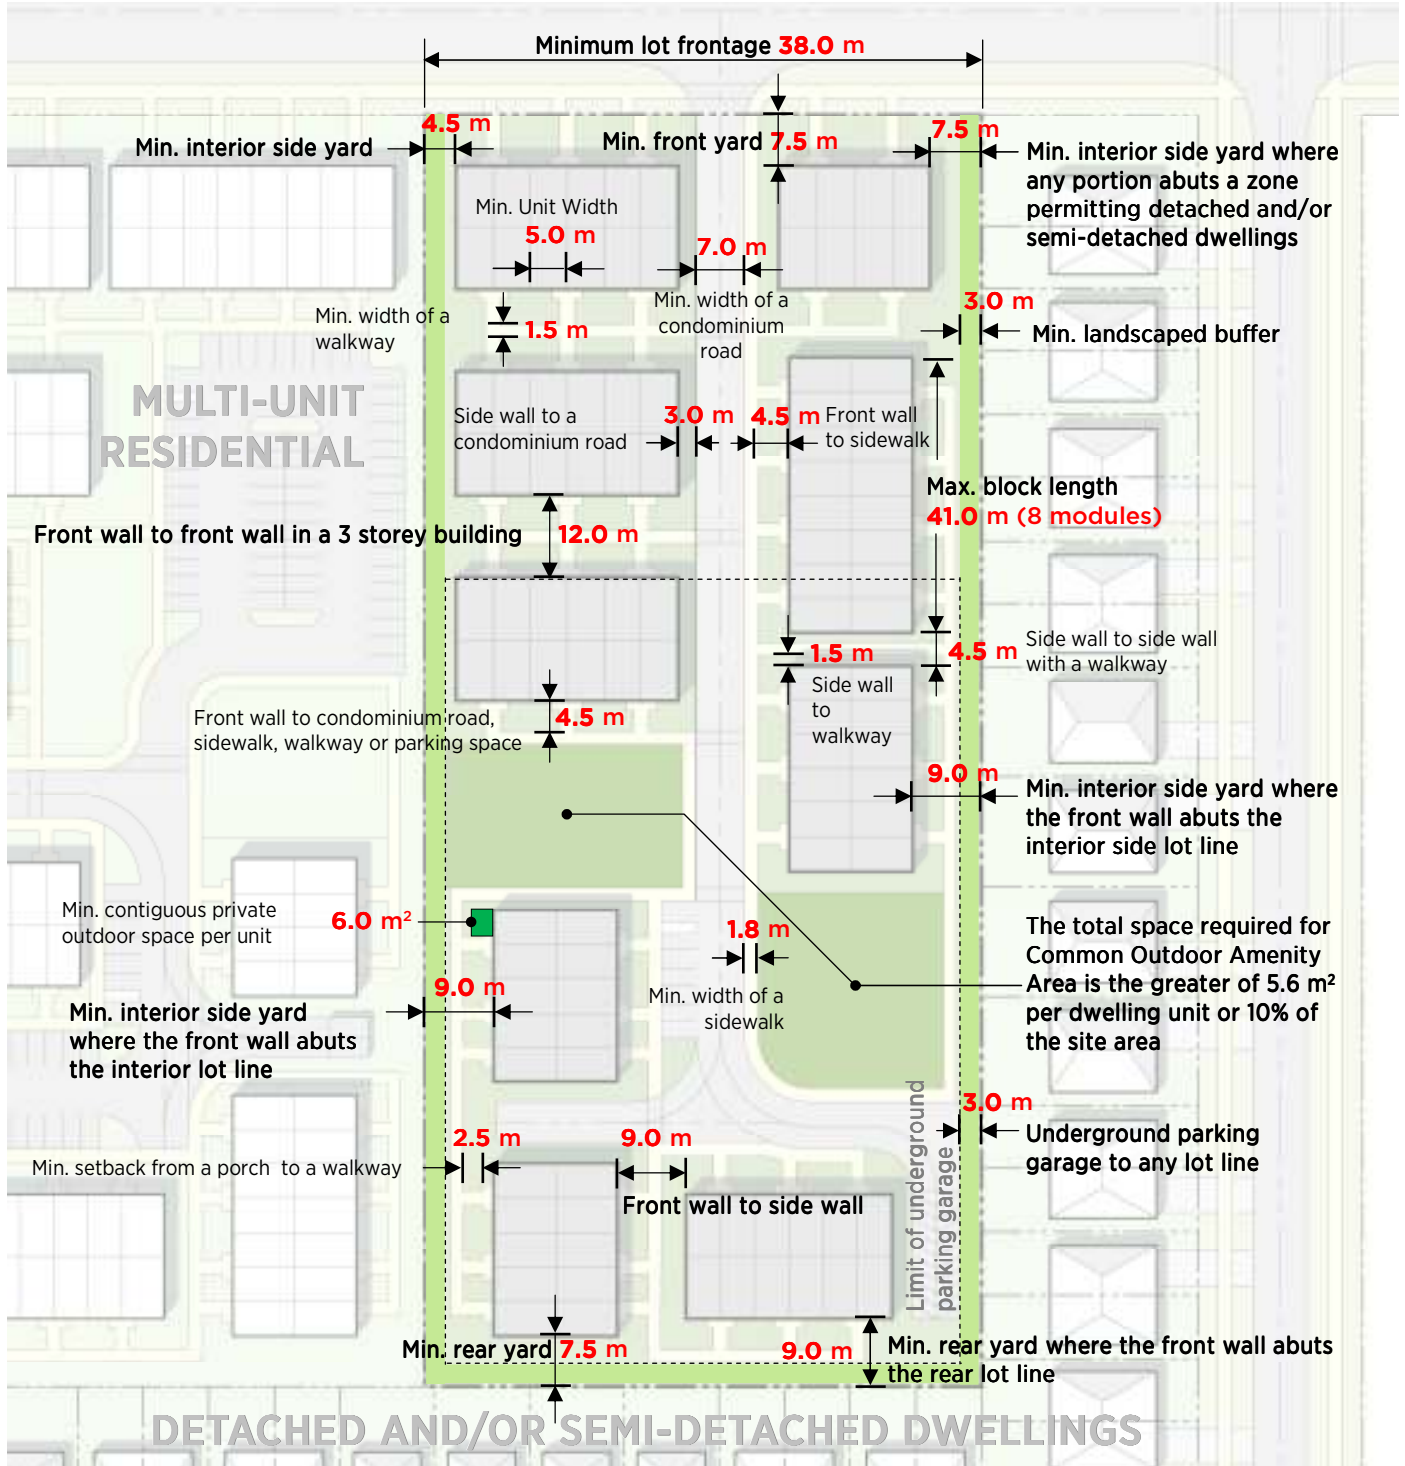 Minimum lot frontage 38.0 m
4.5 m
Min. interior side yard
Min. front yard 7.5 m
7.5 m
Min. interior side yard where
any portion abuts a zone
permitting detached and/or
semi-detached dwellings
Min. Unit Width
5.0 m
7.0 m
Min. width of a
condominium
road
Min. width of a
walkway
1.5 m
3.0 m
Min. landscaped buffer
MULTI-UNIT
RESIDENTIAL
Side wall to a
condominium road
3.0 m
4.5 m
Front wall
to sidewalk
Max. block length
41.0 m (8 modules)
Front wall to front wall in a 3 storey building
12.0 m
1.5 m
Side wall
to
walkway
4.5 m
Side wall to side wall
with a walkway
Front wall to condominium road,
sidewalk, walkway or parking space
4.5 m
9.0 m
Min. interior side yard where
the front wall abuts the
interior side lot line
Min. contiguous private
outdoor space per unit
6.0 m²
1.8 m
Min. width of a
sidewalk
The total space required for
Common Outdoor Amenity
Area is the greater of 5.6 m²
per dwelling unit or 10% of
the site area
9.0 m
Min. interior side yard
where the front wall abuts
the interior lot line
Limit of underground
parking garage
3.0 m
Underground parking
garage to any lot line
2.5 m
Min. setback from a porch to a walkway
9.0 m
Front wall to side wall
Min. rear yard 7.5 m
9.0 m
Min. rear yard where the front wall abuts
the rear lot line
DETACHED AND/OR SEMI-DETACHED DWELLINGS